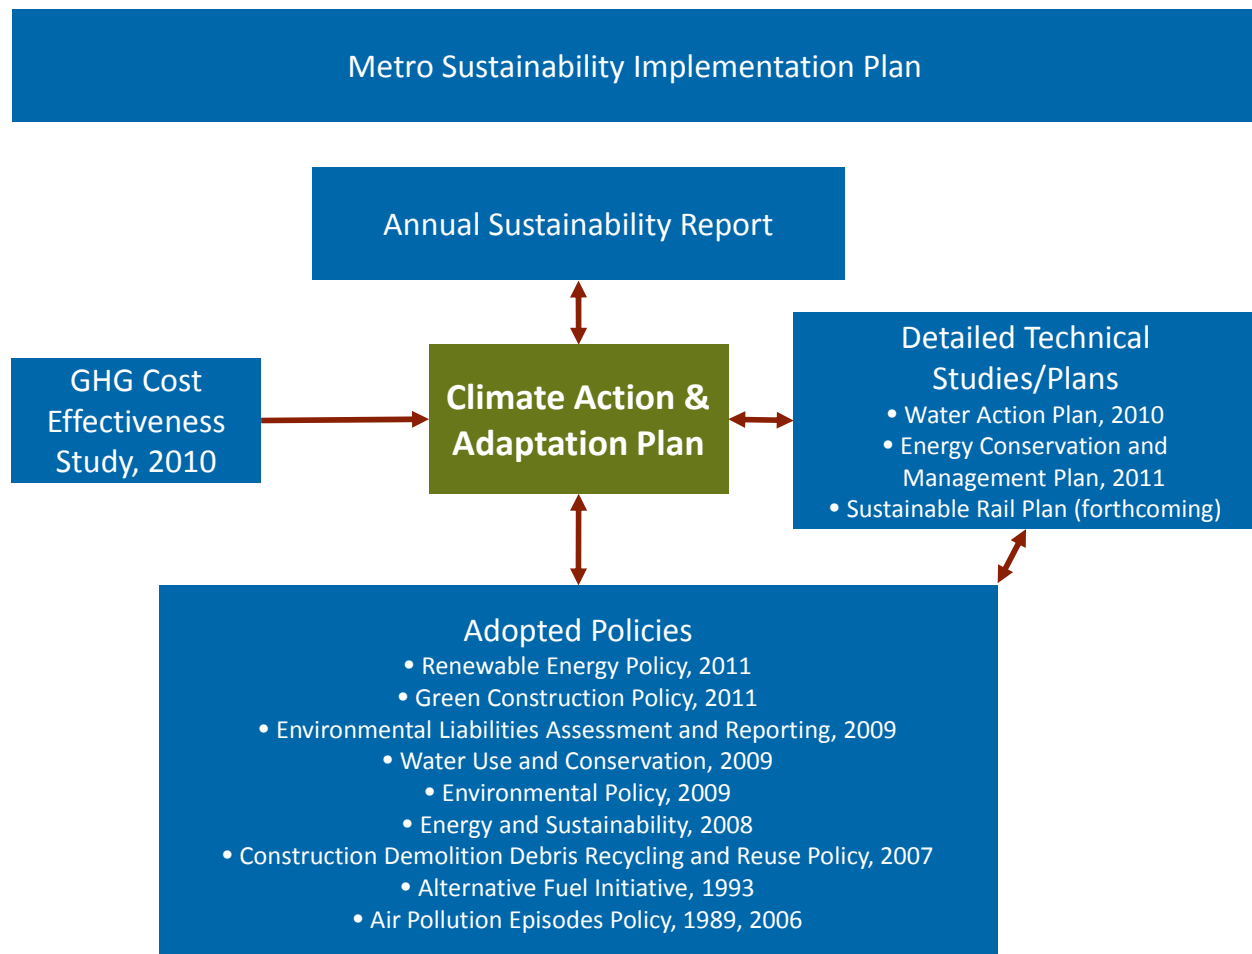 Metro Sustainability Implementation Plan
Annual Sustainability Report
GHG Cost
Effectiveness
Study, 2010
Climate Action &
Adaptation Plan
Detailed Technical
Studies/Plans
• Water Action Plan, 2010
• Energy Conservation and
Management Plan, 2011
• Sustainable Rail Plan (forthcoming)
Adopted Policies
• Renewable Energy Policy, 2011
• Green Construction Policy, 2011
• Environmental Liabilities Assessment and Reporting, 2009
• Water Use and Conservation, 2009
• Environmental Policy, 2009
• Energy and Sustainability, 2008
• Construction Demolition Debris Recycling and Reuse Policy, 2007
• Alternative Fuel Initiative, 1993
• Air Pollution Episodes Policy, 1989, 2006